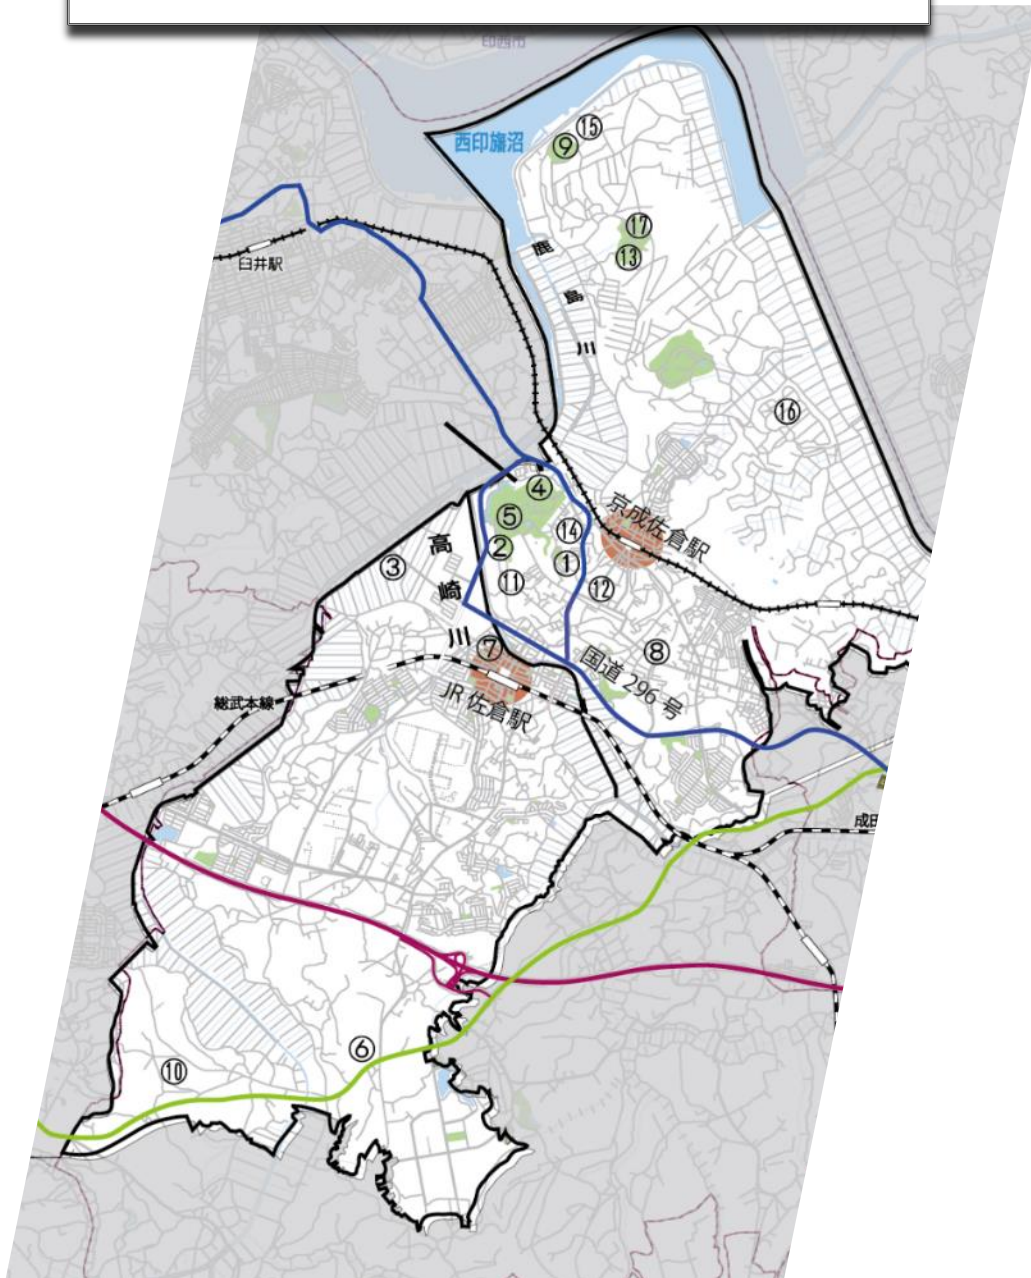 印西市
西印旛沼
⑮
⑨
⑰
⑬
鹿島川
臼井駅
⑯
④
⑤
⑭
京成佐倉駅
②
①
③
高崎川
⑪
⑫
⑦
⑧
国道 296 号
JR 佐倉駅
総武本線
成田
⑥
⑩